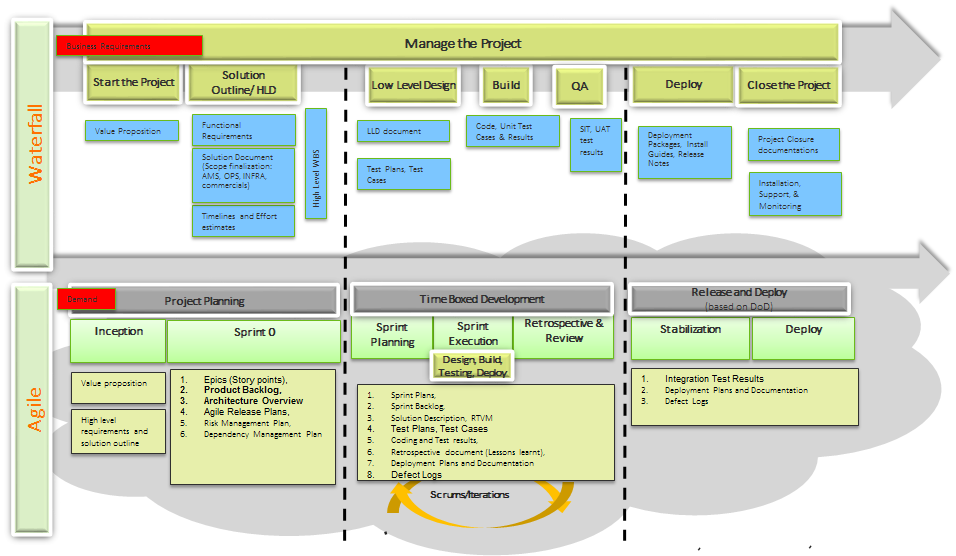 Waterfall
Business Requirements
Manage the Project
Start the Project
Solution
Outline/ HLD
Low Level Design
Build
QA
Deploy
Close the Project
Value Proposition
Functional
Requirements
Solution Document
(Scope finalization:
AMS, OPS, INFRA,
commercials)
Timelines and Effort
estimates
High Level WBS
LLD document
Test Plans, Test
Cases
Code, Unit Test
Cases & Results
SIT, UAT
test
results
Deployment
Packages, Install
Guides, Release
Notes
Project Closure
documentations
Installation,
Support, &
Monitoring
Agile
Demand
Project Planning
Time Boxed Development
Release and Deploy
(based on DoD)
Inception
Sprint 0
Sprint
Planning
Sprint
Execution
Retrospective &
Review
Stabilization
Deploy
Design, Build,
Testing, Deploy
Value proposition
High level
requirements and
solution outline
1. Epics (Story points),
2. Product Backlog,
3. Architecture Overview
4. Agile Release Plans,
5. Risk Management Plan,
6. Dependency Management Plan
1. Sprint Plans,
2. Sprint Backlog,
3. Solution Description, RTVM
4. Test Plans, Test Cases
5. Coding and Test results,
6. Retrospective document (Lessons learnt),
7. Deployment Plans and Documentation
8. Defect Logs
1. Integration Test Results
2. Deployment Plans and Documentation
3. Defect Logs
Scrums/Iterations